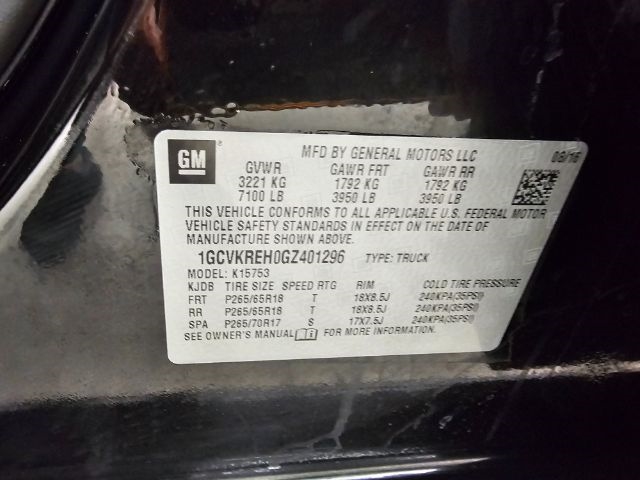 GM
MFD BY GENERAL MOTORS LLC
GVWR GAWR FRT GAWR RR
3221 KG 1792 KG 1792 KG
7100 LB 3950 LB 3950 LB
THIS VEHICLE CONFORMS TO ALL APPLICABLE U.S. FEDERAL MOTOR
VEHICLE SAFETY STANDARDS IN EFFECT ON THE DATE OF
MANUFACTURE SHOWN ABOVE.
1GCVKREH0GZ401296 TYPE: TRUCK
MODEL: K15753
KJDB TIRE SIZE SPEED RTG RIM COLD TIRE PRESSURE
FRT P265/65R18 T 18X8.5J 240KPA(35PSI)
RR P265/65R18 T 18X8.5J 240KPA(35PSI)
SPA P265/70R17 S 17X7.5J 240KPA(35PSI)
SEE OWNER'S MANUAL FOR MORE INFORMATION.